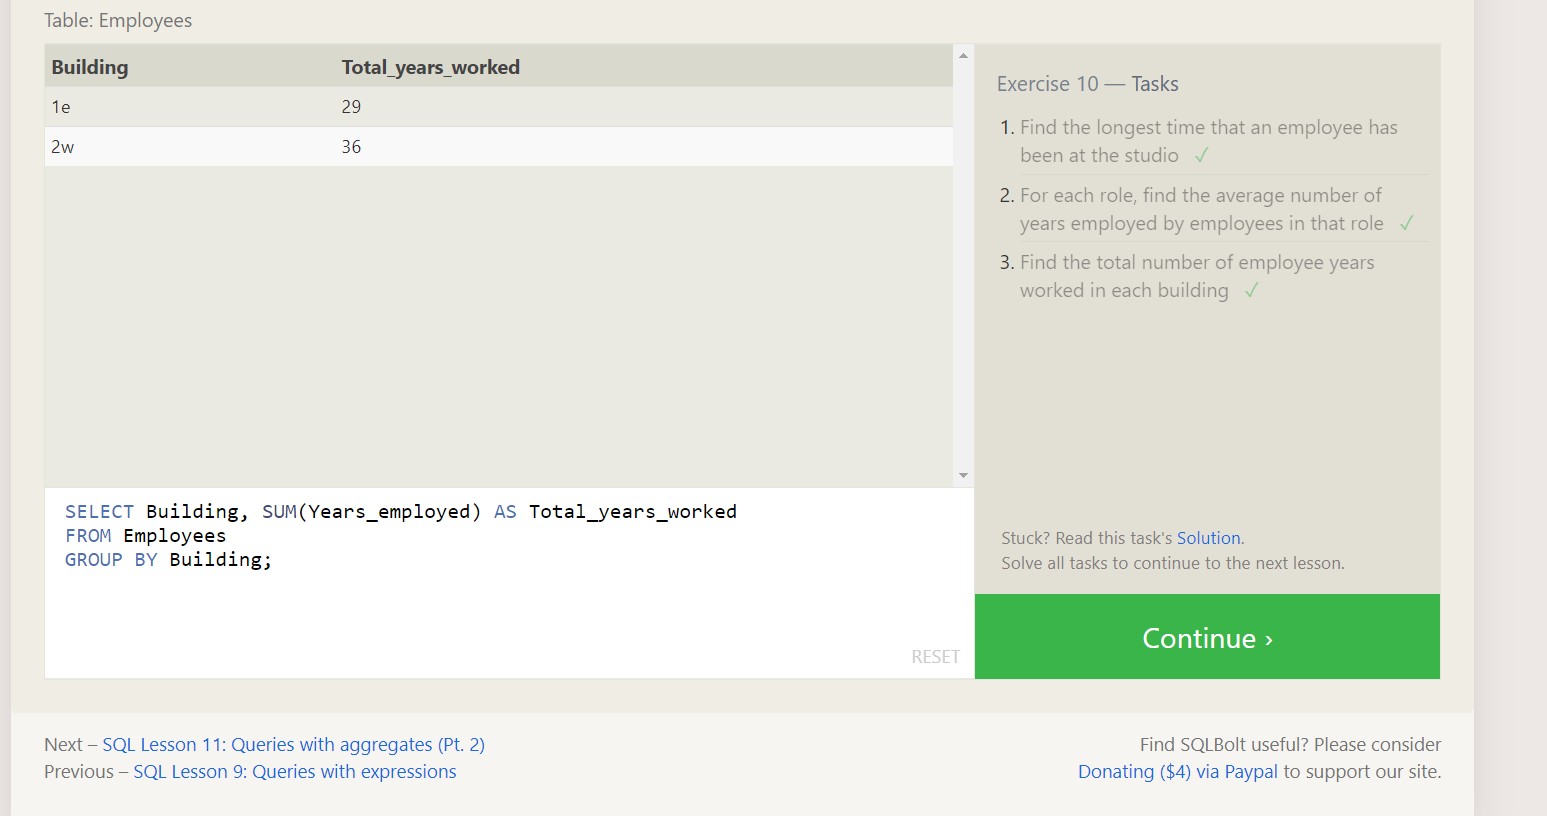 Table: Employees
Building Total_years_worked
1e 29
2w 36
SELECT Building, SUM(Years_employed) AS Total_years_worked
FROM Employees
GROUP BY Building;
RESET
Exercise 10 — Tasks
1. Find the longest time that an employee has
been at the studio ✓
2. For each role, find the average number of
years employed by employees in that role ✓
3. Find the total number of employee years
worked in each building ✓
Stuck? Read this task's Solution.
Solve all tasks to continue to the next lesson.
Continue ›
Next – SQL Lesson 11: Queries with aggregates (Pt. 2)
Previous – SQL Lesson 9: Queries with expressions
Find SQLBolt useful? Please consider
Donating ($4) via Paypal to support our site.